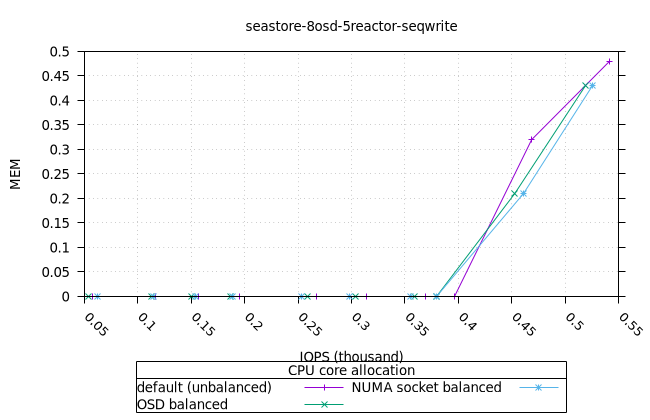 seastore-8osd-5reactor-seqwrite
0.5
0.45
0.4
0.35
0.3
0.25
0.2
0.15
0.1
0.05
0
MEM
0.05 0.1 0.15 0.2 0.25 0.3 0.35 0.4 0.45 0.5 0.55
IOPS (thousand)
CPU core allocation
default (unbalanced) NUMA socket balanced
OSD balanced